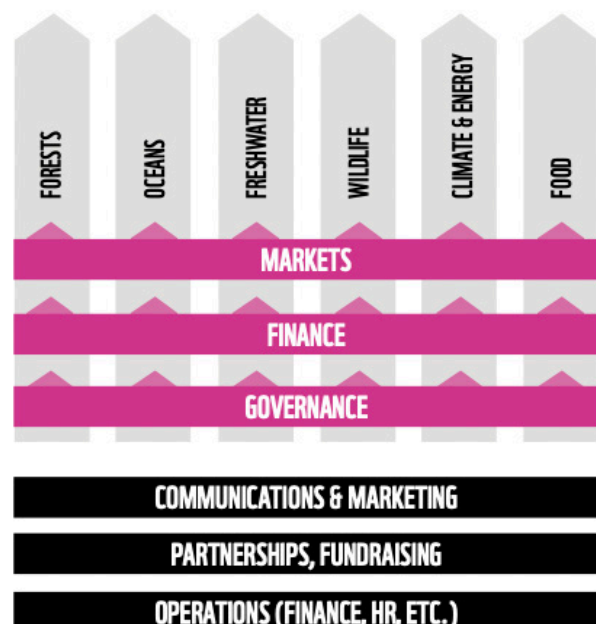 FORESTS
OCEANS
FRESHWATER
WILDLIFE
CLIMATE & ENERGY
FOOD
MARKETS
FINANCE
GOVERNANCE
COMMUNICATIONS & MARKETING
PARTNERSHIPS, FUNDRAISING
OPERATIONS (FINANCE, HR, ETC. )